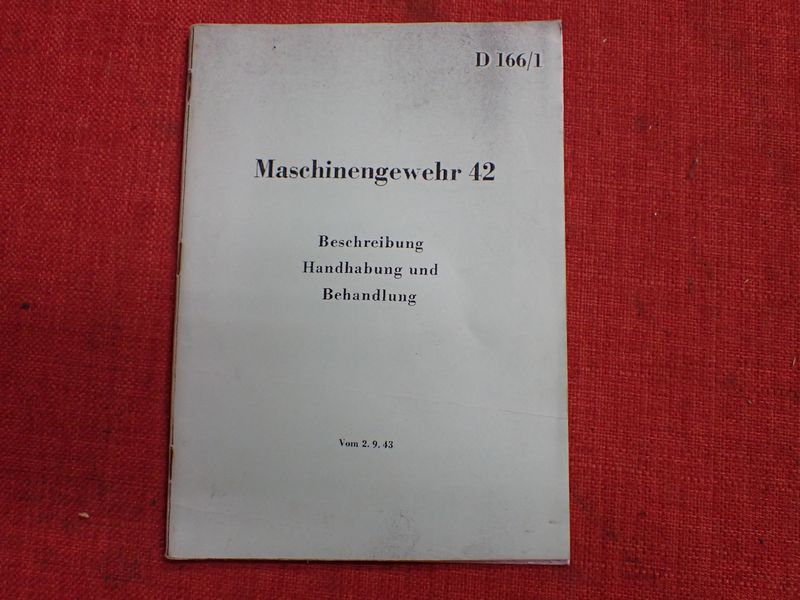 D 166/1
Maschinengewehr 42
Beschreibung
Handhabung und
Behandlung
Vom 2. 9. 43